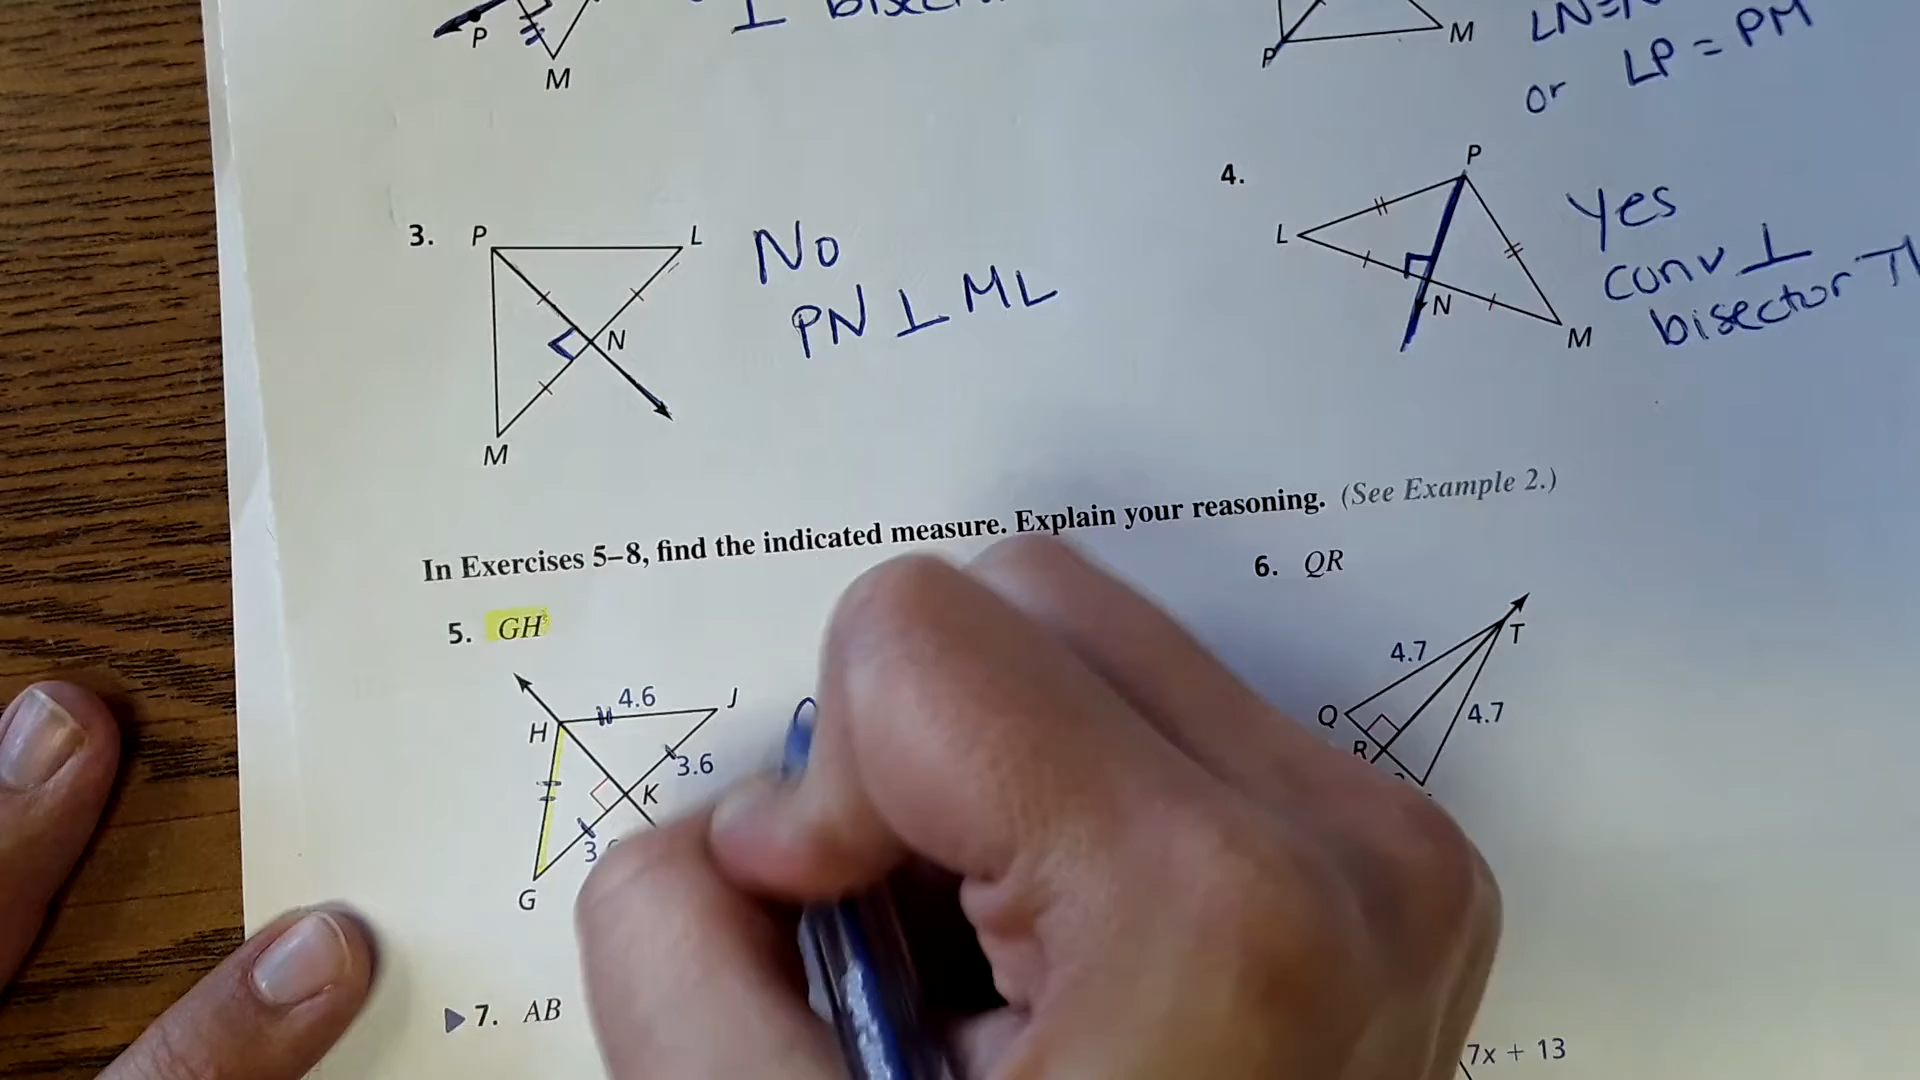 P
M
⊥
P
M
or LP = PM
3.
P
L
N
M
No
PN ⊥ ML
4.
P
L
N
M
Yes
conv ⊥
bisector
In Exercises 5–8, find the indicated measure. Explain your reasoning. (See Example 2.)
5. GH
H
4.6
J
3.6
K
3
G
6. QR
T
4.7
Q
4.7
R
7. AB
7x + 13